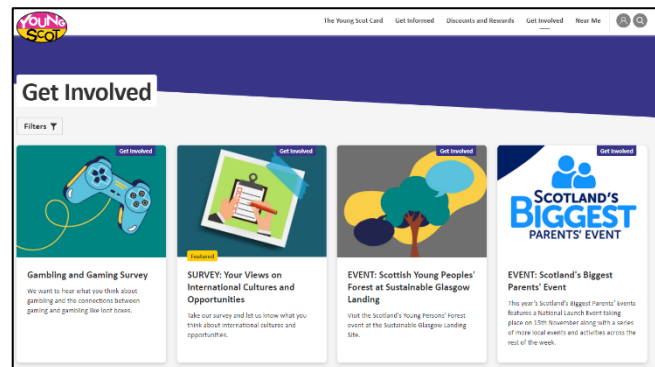 YOUNG
SCOT
The Young Scot Card Get Informed Discounts and Rewards Get Involved Near Me
Get Involved
Filters
Get Involved
Gambling and Gaming Survey
We want to hear what you think about
gambling and the connections between
gaming and gambling like loot boxes.
Get Involved
Featured
SURVEY: Your Views on
International Cultures and
Opportunities
Take our survey and let us know what you
think about international cultures and
opportunities.
Get Involved
EVENT: Scottish Young Peoples'
Forest at Sustainable Glasgow
Landing
Visit the Scotland's Young Persons' Forest
event at the Sustainable Glasgow Landing
Site.
Get Involved
SCOTLAND'S
BIGGEST
PARENTS' EVENT
EVENT: Scotland's Biggest
Parents' Event
This year's Scotland's Biggest Parents' Events
features a National Launch Event taking
place on 15th November along with a series
of more local events and activities across the
rest of the week.